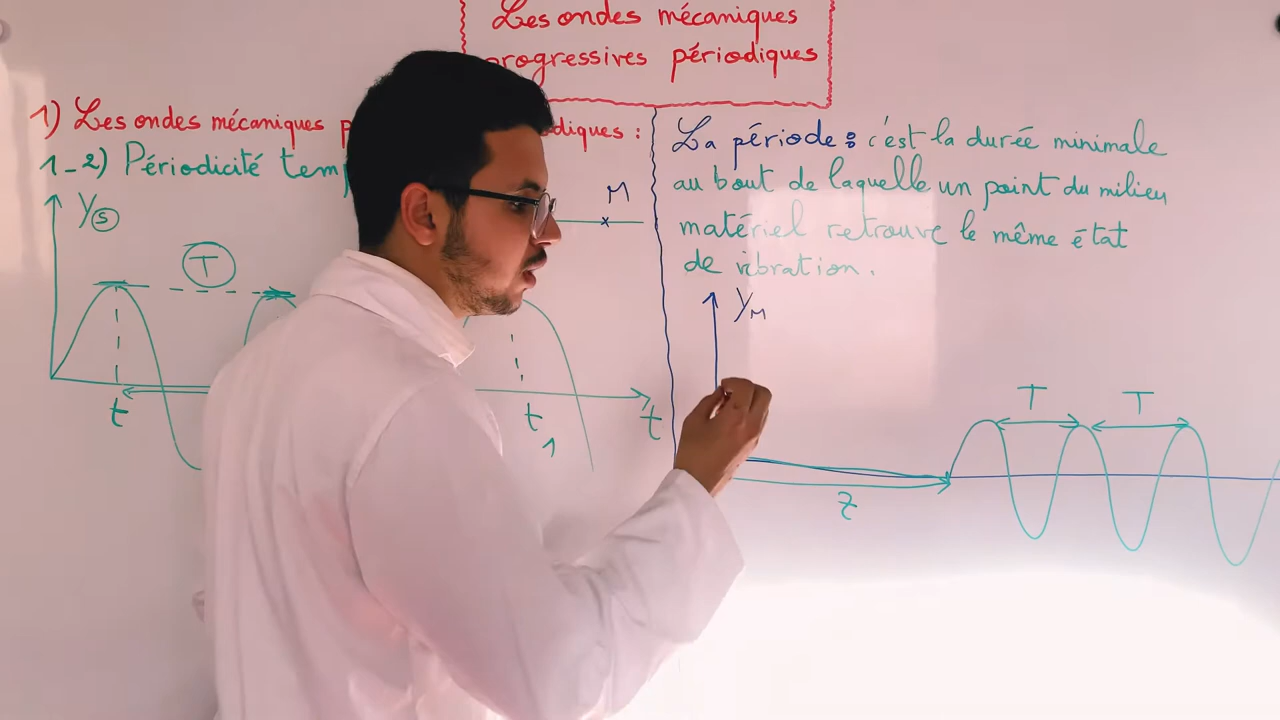 Les ondes mécaniques
progressives périodiques
1) Les ondes mécaniques diques :
1-2) Périodicité temp
y(s)
T
M
t
t1
t
La période : c'est la durée minimale
au bout de laquelle un point du milieu
matériel retrouve le même état
de vibration.
yM
T
T